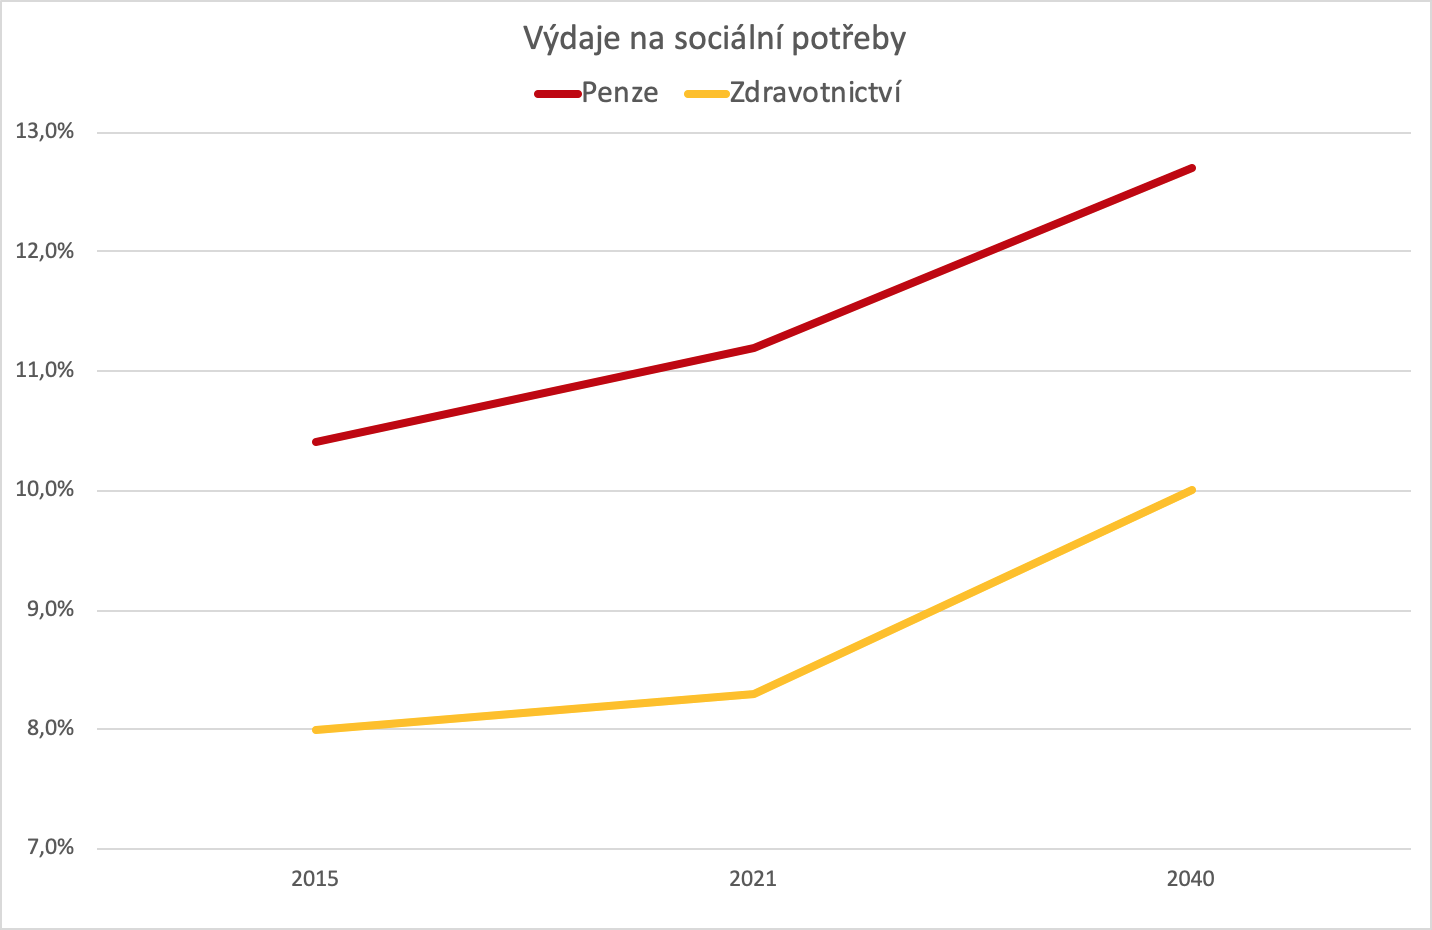 Výdaje na sociální potřeby
Penze Zdravotnictví
13,0%
12,0%
11,0%
10,0%
9,0%
8,0%
7,0%
2015 2021 2040